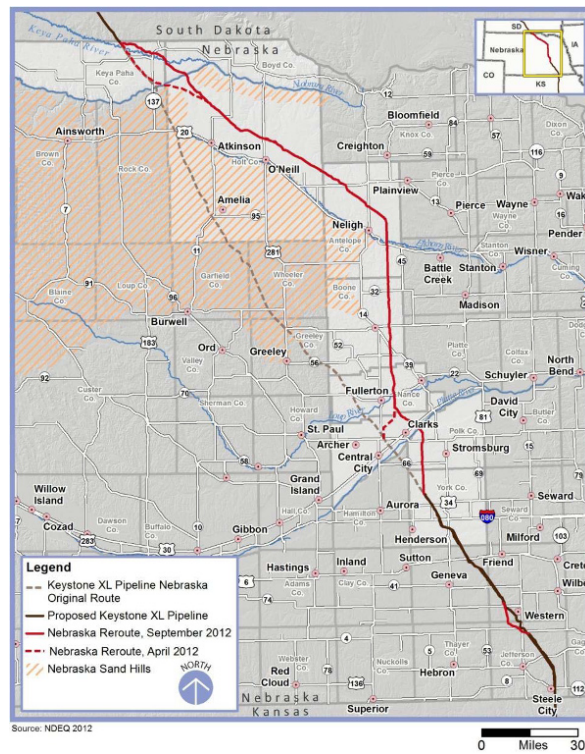 South Dakota
Nebraska
Keya Paha River
Keya Paha
Co.
Boyd Co.
Niobrara River
137
12
SD
IA
Nebraska
CO
KS
Ainsworth
Brown
Co.
Rock Co.
20
Atkinson
Holt Co.
O'Neill
Bloomfield
Knox Co.
84
Dixon
Co.
Creighton
59
116
Plainview
Pierce
Co.
9
13
Pierce
Wayne
Wayne
Co.
Wak
16
Pender
7
Amelia
95
Neligh
Antelope
Co.
Elkhorn River
Stanton
Co.
Wisner
Cuming
Co.
281
11
45
Battle
Creek
Stanton
Madison
91
Blaine
Co.
Loup Co.
Garfield
Co.
Wheeler
Co.
Boone
Co.
32
96
Burwell
14
183
Ord
Valley
Co.
Greeley
Greeley
Co.
52
56
Platte
Co.
Colfax
Co.
North
Bend
39
92
Custer
Co.
70
Sherman Co.
Howard
Co.
Fullerton
Nance
Co.
22
Schuyler
David
City
Loup River
Platte River
81
Butler
Co.
St. Paul
Archer
Clarks
Polk Co.
15
58
Central
City
Stromsburg
66
69
Grand
Island
York Co.
34
Seward
Seward
Co.
Willow
Island
Dawson
Co.
Buffalo
Co.
10
Hall Co.
Hamilton
Co.
Aurora
080
Cozad
283
30
Gibbon
Henderson
Milford
103
Friend
Crete
Legend
Keystone XL Pipeline Nebraska
Original Route
Proposed Keystone XL Pipeline
Nebraska Reroute, September 2012
Nebraska Reroute, April 2012
Nebraska Sand Hills
NORTH
Hastings
Inland
Sutton
6
Adams
Co.
Clay Co.
41
Geneva
Wilbe
74
Western
4
5
Thayer
Co.
53
Webster
Co.
Nuckolls
Co.
Hebron
Jefferson
Co.
Red
Cloud
78
136
8
112
Superior
Steele
City
Nebraska
Kansas
Source: NDEQ 2012
0
Miles
30